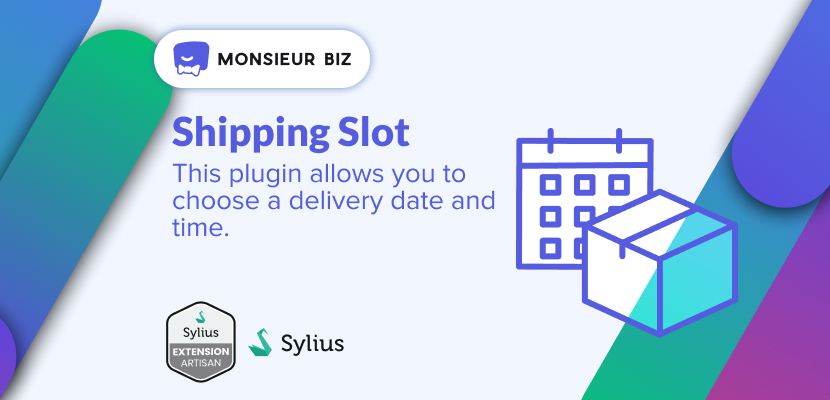 MONSIEUR BIZ
Shipping Slot
This plugin allows you to
choose a delivery date and
time.
Sylius
EXTENSION
ARTISAN
Sylius